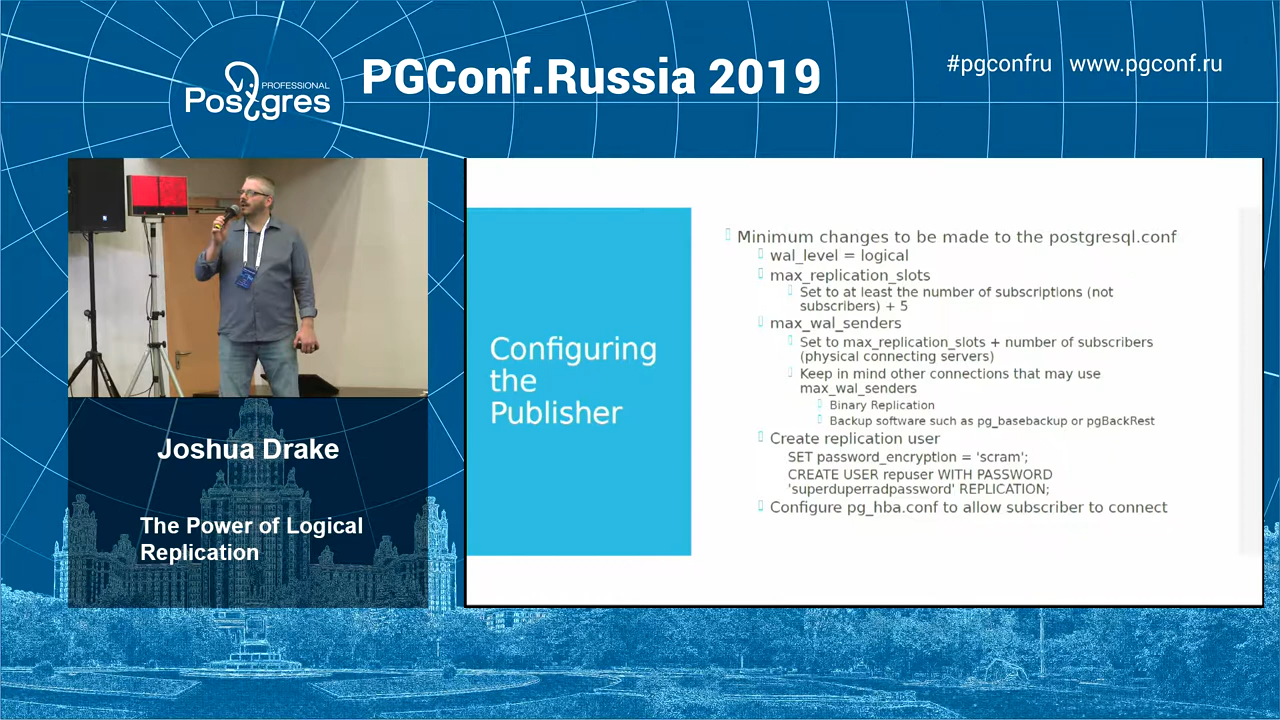 PROFESSIONAL
Postgres
PGConf.Russia 2019
#pgconfru www.pgconf.ru
Joshua Drake
The Power of Logical
Replication
Configuring
the
Publisher
Minimum changes to be made to the postgresql.conf
wal_level = logical
max_replication_slots
Set to at least the number of subscriptions (not
subscribers) + 5
max_wal_senders
Set to max_replication_slots + number of subscribers
(physical connecting servers)
Keep in mind other connections that may use
max_wal_senders
Binary Replication
Backup software such as pg_basebackup or pgBackRest
Create replication user
SET password_encryption = 'scram';
CREATE USER repuser WITH PASSWORD
'superduperradpassword' REPLICATION;
Configure pg_hba.conf to allow subscriber to connect